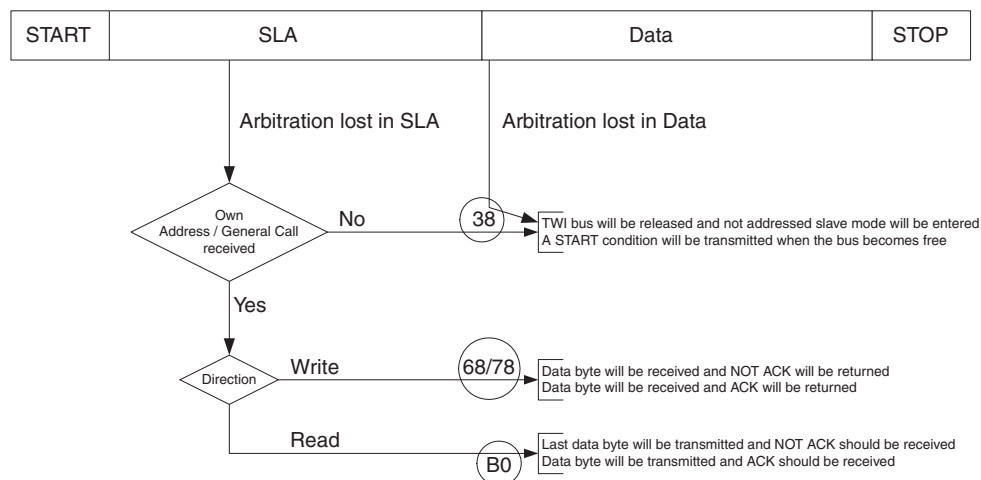 START
SLA
Data
STOP
Arbitration lost in SLA
Arbitration lost in Data
Own
Address / General Call
received
No
38
TWI bus will be released and not addressed slave mode will be entered
A START condition will be transmitted when the bus becomes free
Yes
Direction
Write
68/78
Data byte will be received and NOT ACK will be returned
Data byte will be received and ACK will be returned
Read
B0
Last data byte will be transmitted and NOT ACK should be received
Data byte will be transmitted and ACK should be received